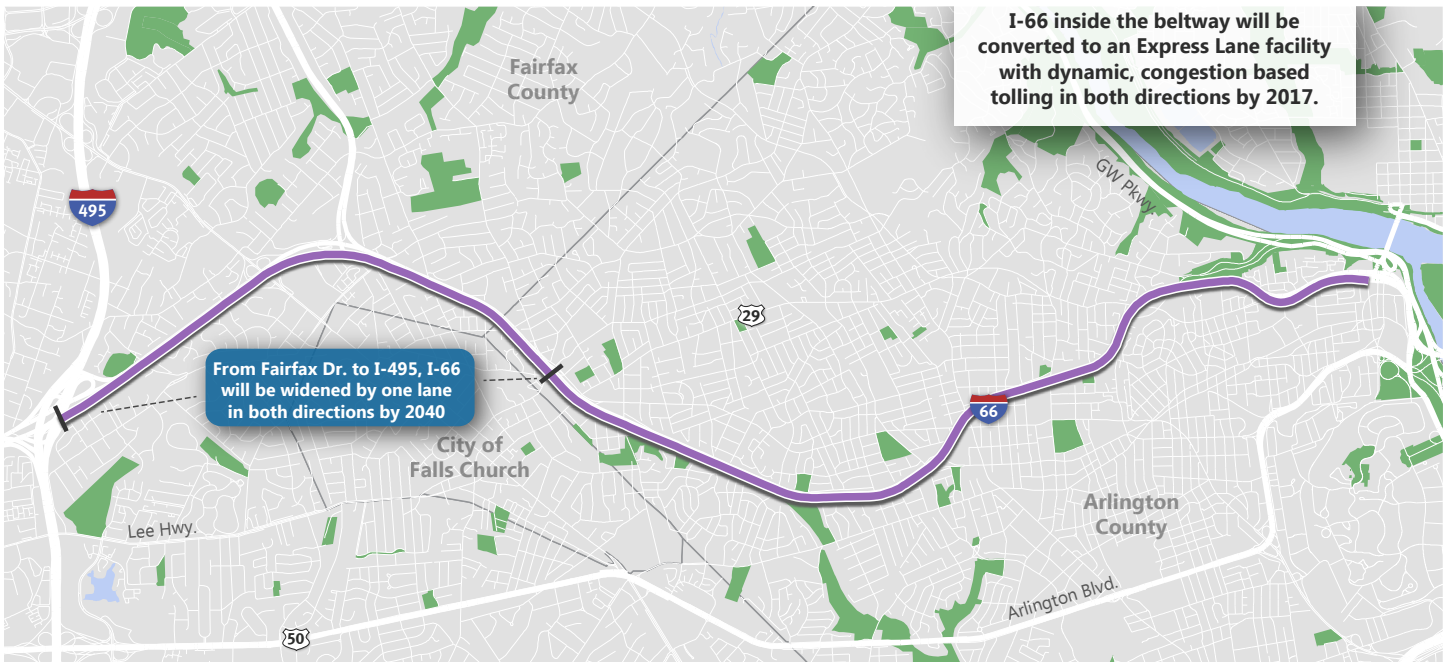 I-66 inside the beltway will be
converted to an Express Lane facility
with dynamic, congestion based
tolling in both directions by 2017.
Fairfax
County
GW Pkwy.
495
29
From Fairfax Dr. to I-495, I-66
will be widened by one lane
in both directions by 2040
66
City of
Falls Church
Arlington
County
Lee Hwy.
Arlington Blvd.
50